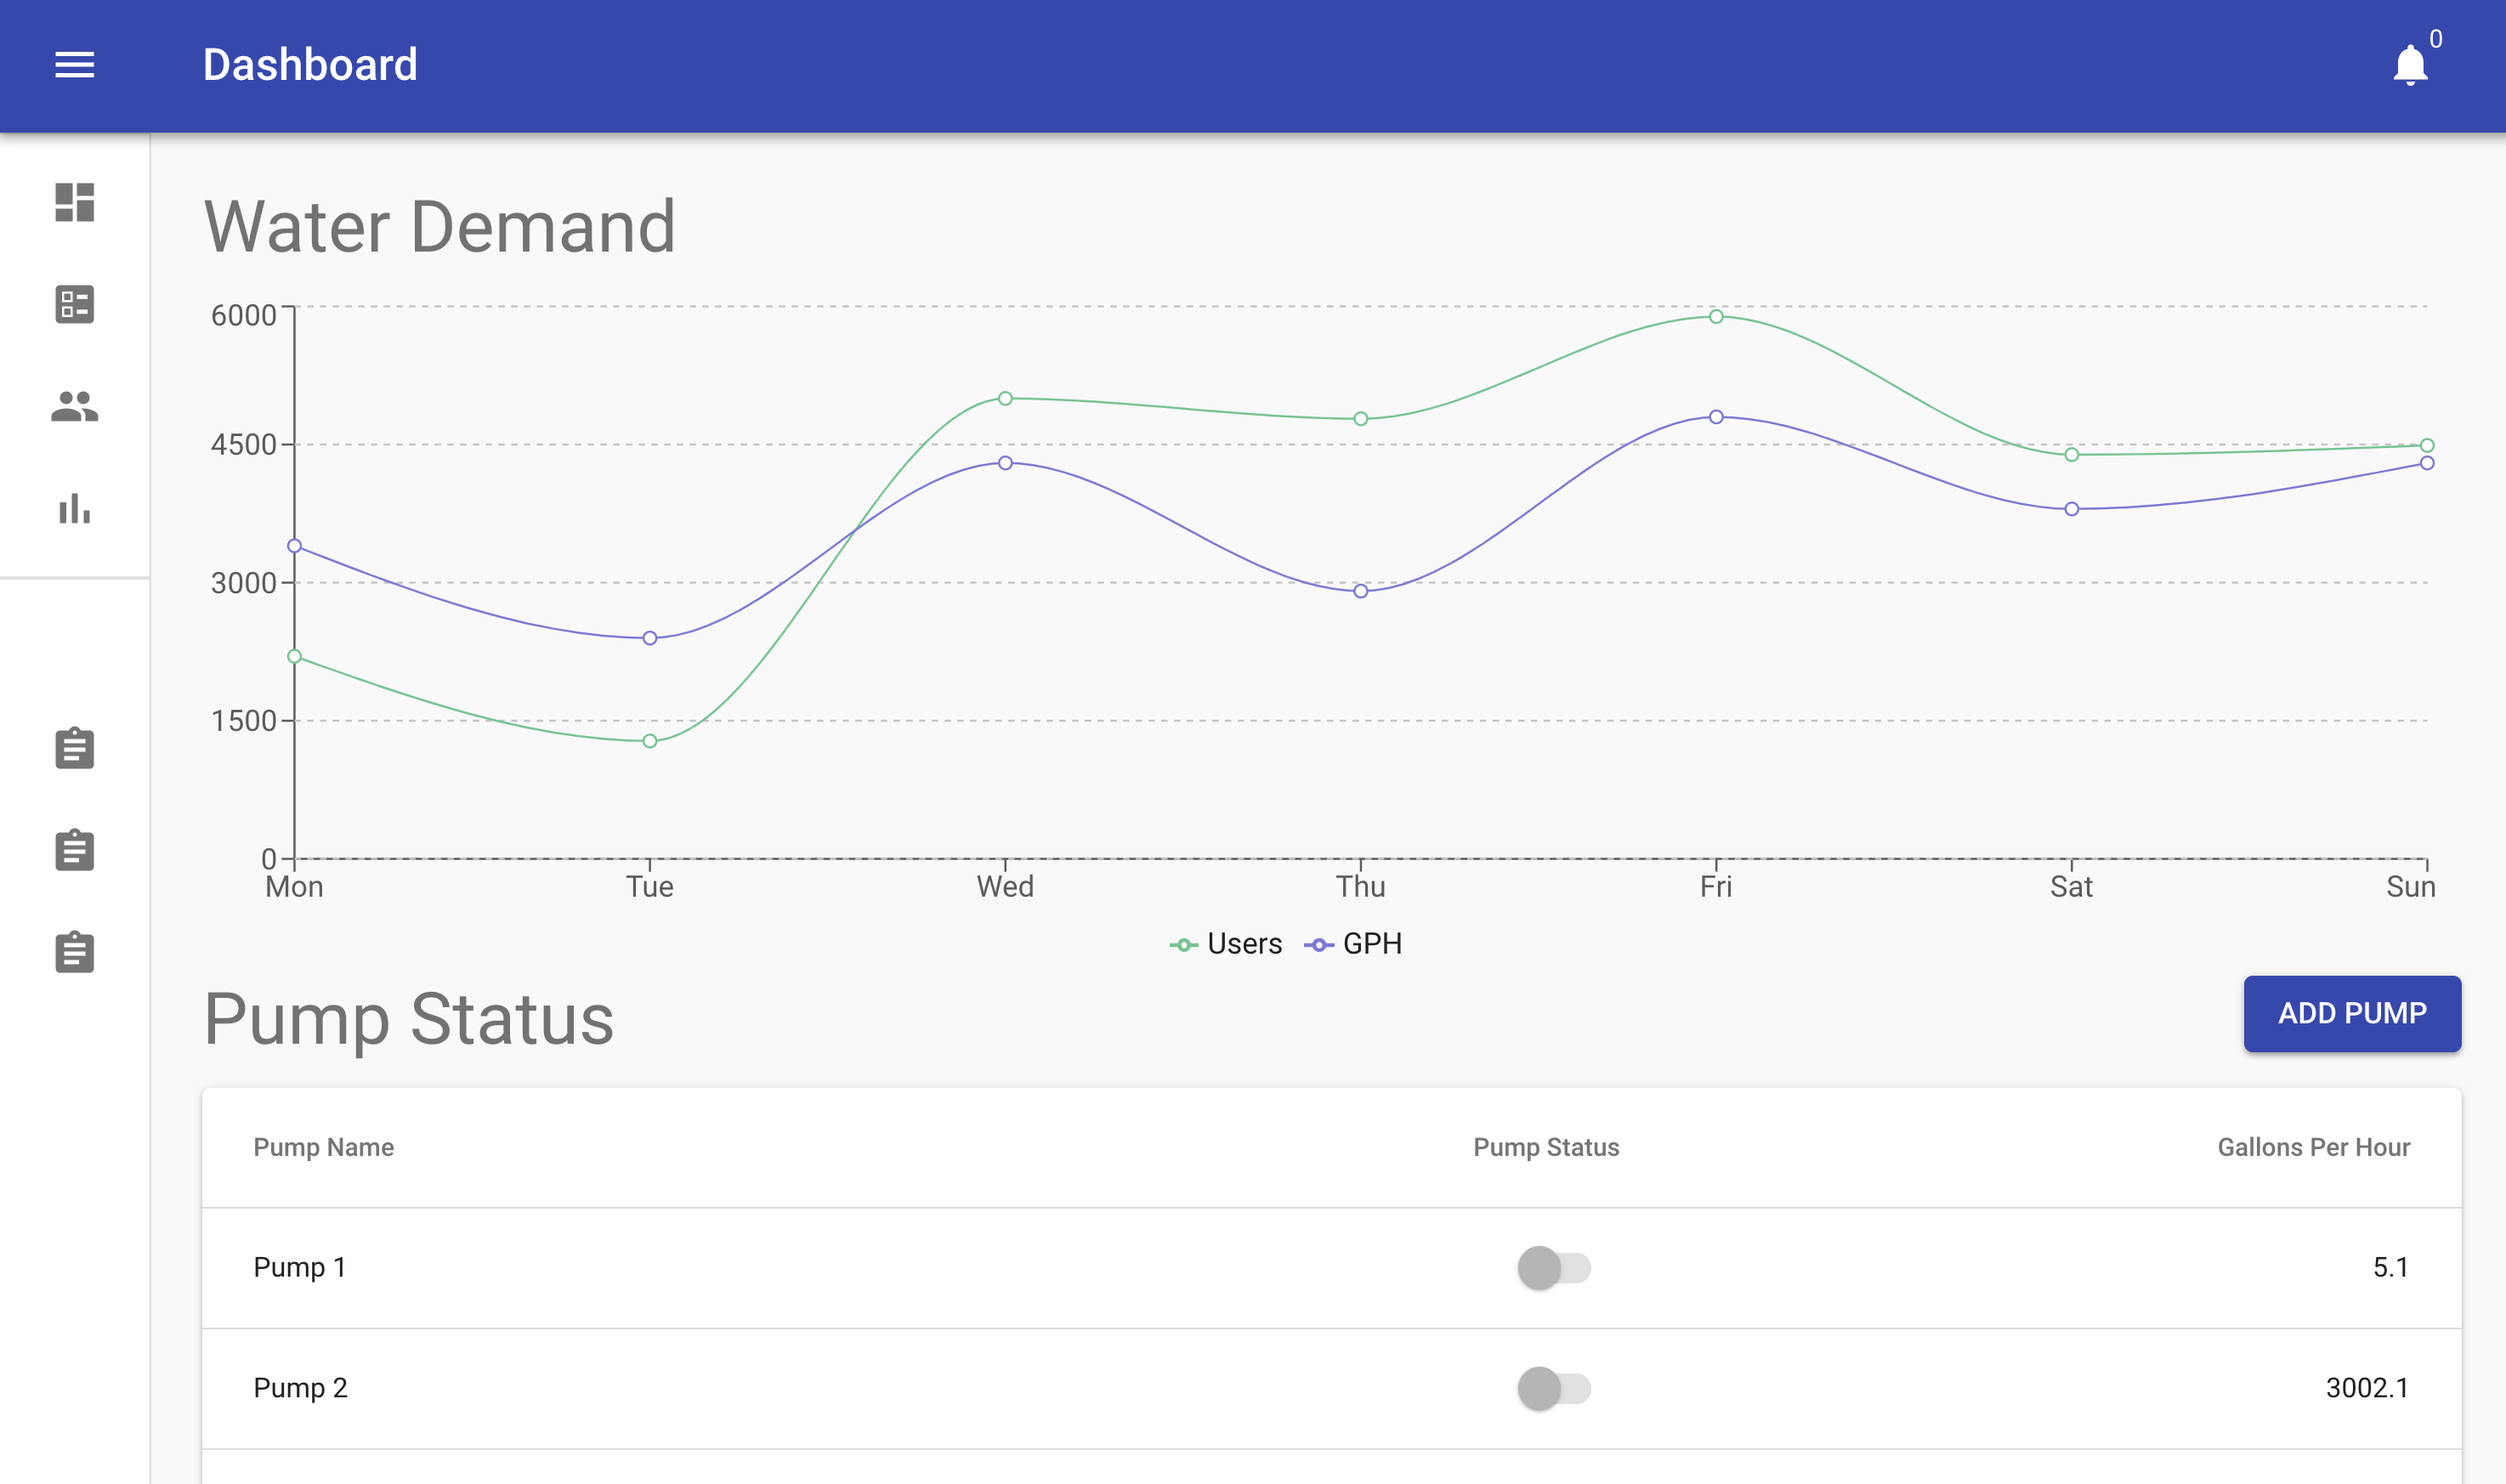 Dashboard
0
Water Demand
6000
4500
3000
1500
0
Mon Tue Wed Thu Fri Sat Sun
Users GPH
Pump Status
ADD PUMP
Pump Name Pump Status Gallons Per Hour
Pump 1 5.1
Pump 2 3002.1